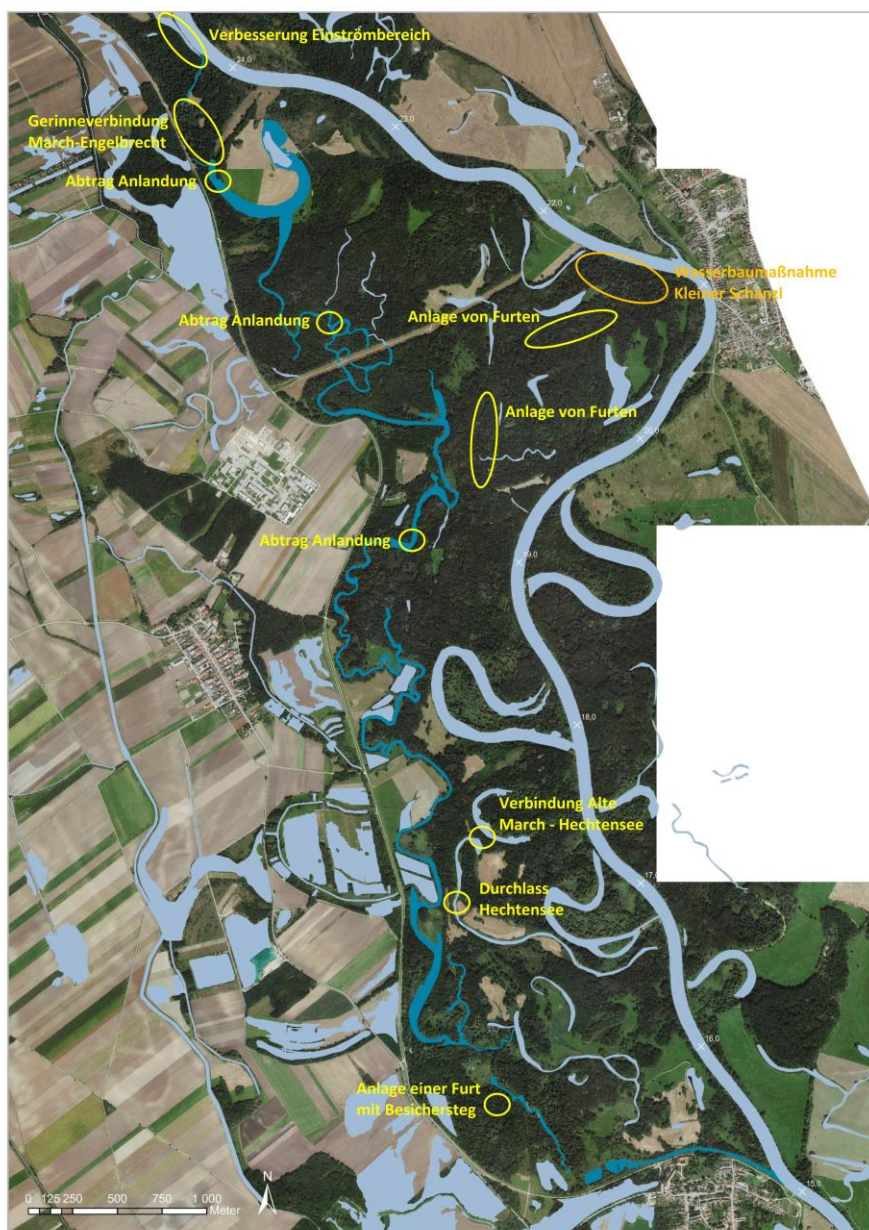 Verbesserung Einströmbereich
24,0
Gerinneverbindung
March-Engelbrecht
23,0
Abtrag Anlandung
22,0
Wasserbaumaßnahme
Kleiner Schanzl
Abtrag Anlandung
Anlage von Furten
Anlage von Furten
20,0
Abtrag Anlandung
19,0
18,0
Verbindung Alte
March - Hechtensee
17,0
Durchlass
Hechtensee
16,0
Anlage einer Furt
mit Besichersteg
15,0
N
0 125 250 500 750 1 000
Meter